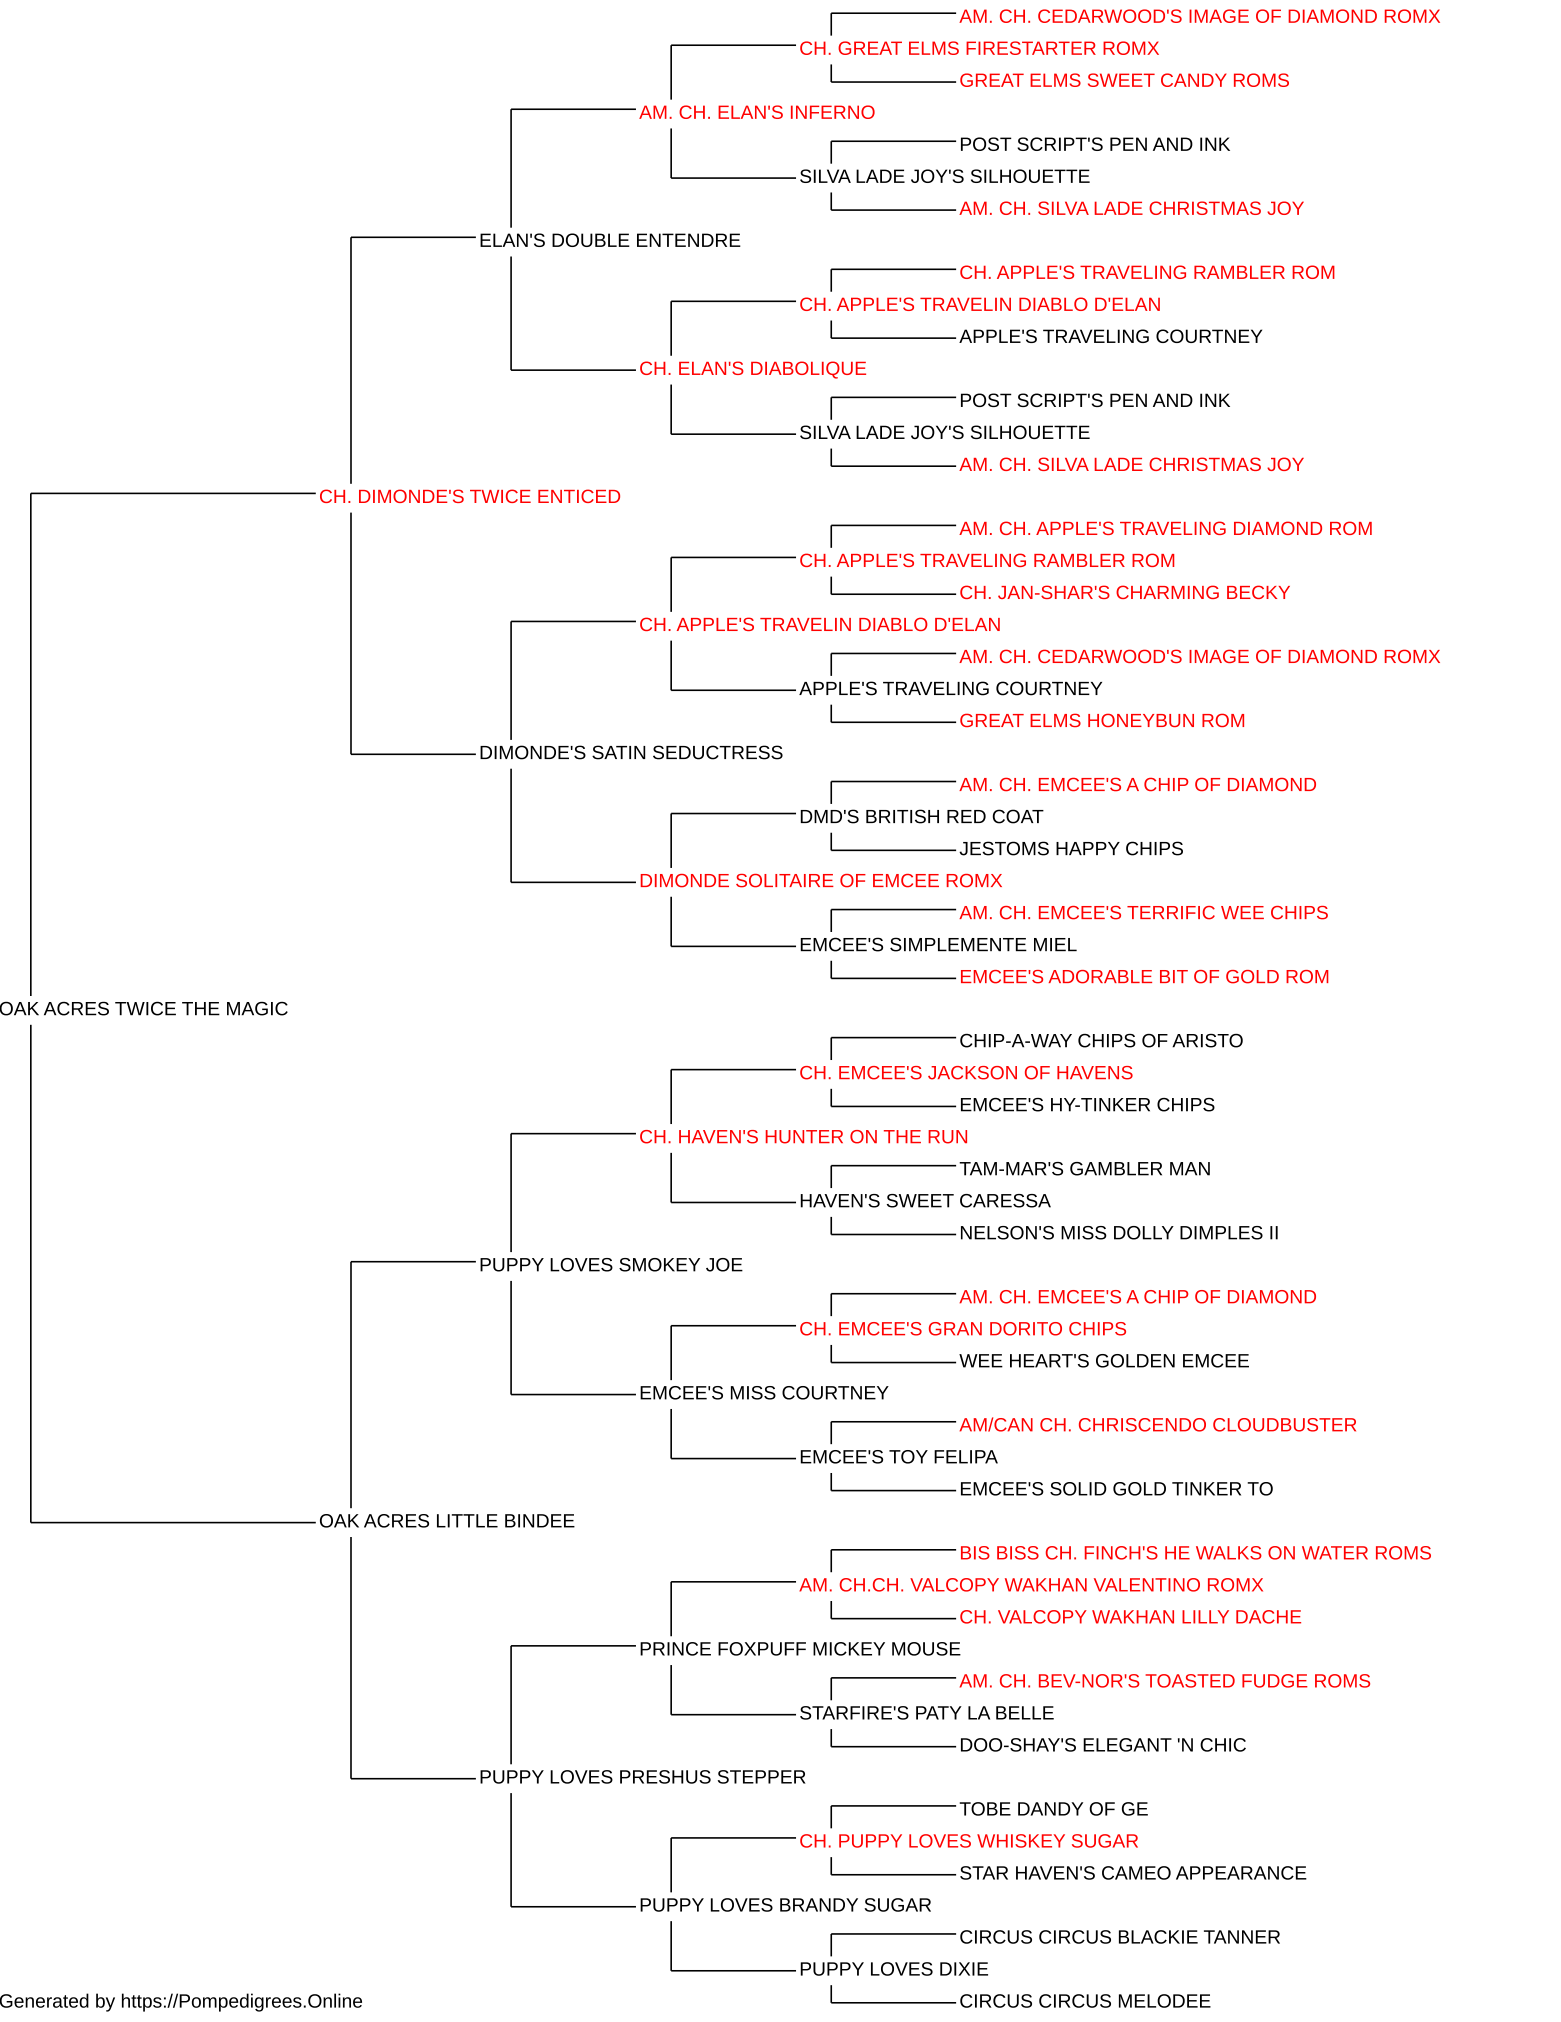 AM. CH. CEDARWOOD'S IMAGE OF DIAMOND ROMX
CH. GREAT ELMS FIRESTARTER ROMX
GREAT ELMS SWEET CANDY ROMS
AM. CH. ELAN'S INFERNO
POST SCRIPT'S PEN AND INK
SILVA LADE JOY'S SILHOUETTE
AM. CH. SILVA LADE CHRISTMAS JOY
ELAN'S DOUBLE ENTENDRE
CH. APPLE'S TRAVELING RAMBLER ROM
CH. APPLE'S TRAVELIN DIABLO D'ELAN
APPLE'S TRAVELING COURTNEY
CH. ELAN'S DIABOLIQUE
POST SCRIPT'S PEN AND INK
SILVA LADE JOY'S SILHOUETTE
AM. CH. SILVA LADE CHRISTMAS JOY
CH. DIMONDE'S TWICE ENTICED
AM. CH. APPLE'S TRAVELING DIAMOND ROM
CH. APPLE'S TRAVELING RAMBLER ROM
CH. JAN-SHAR'S CHARMING BECKY
CH. APPLE'S TRAVELIN DIABLO D'ELAN
AM. CH. CEDARWOOD'S IMAGE OF DIAMOND ROMX
APPLE'S TRAVELING COURTNEY
GREAT ELMS HONEYBUN ROM
DIMONDE'S SATIN SEDUCTRESS
AM. CH. EMCEE'S A CHIP OF DIAMOND
DMD'S BRITISH RED COAT
JESTOMS HAPPY CHIPS
DIMONDE SOLITAIRE OF EMCEE ROMX
AM. CH. EMCEE'S TERRIFIC WEE CHIPS
EMCEE'S SIMPLEMENTE MIEL
EMCEE'S ADORABLE BIT OF GOLD ROM
OAK ACRES TWICE THE MAGIC
CHIP-A-WAY CHIPS OF ARISTO
CH. EMCEE'S JACKSON OF HAVENS
EMCEE'S HY-TINKER CHIPS
CH. HAVEN'S HUNTER ON THE RUN
TAM-MAR'S GAMBLER MAN
HAVEN'S SWEET CARESSA
NELSON'S MISS DOLLY DIMPLES II
PUPPY LOVES SMOKEY JOE
AM. CH. EMCEE'S A CHIP OF DIAMOND
CH. EMCEE'S GRAN DORITO CHIPS
WEE HEART'S GOLDEN EMCEE
EMCEE'S MISS COURTNEY
AM/CAN CH. CHRISCENDO CLOUDBUSTER
EMCEE'S TOY FELIPA
EMCEE'S SOLID GOLD TINKER TO
OAK ACRES LITTLE BINDEE
BIS BISS CH. FINCH'S HE WALKS ON WATER ROMS
AM. CH.CH. VALCOPY WAKHAN VALENTINO ROMX
CH. VALCOPY WAKHAN LILLY DACHE
PRINCE FOXPUFF MICKEY MOUSE
AM. CH. BEV-NOR'S TOASTED FUDGE ROMS
STARFIRE'S PATY LA BELLE
DOO-SHAY'S ELEGANT 'N CHIC
PUPPY LOVES PRESHUS STEPPER
TOBE DANDY OF GE
CH. PUPPY LOVES WHISKEY SUGAR
STAR HAVEN'S CAMEO APPEARANCE
PUPPY LOVES BRANDY SUGAR
CIRCUS CIRCUS BLACKIE TANNER
PUPPY LOVES DIXIE
CIRCUS CIRCUS MELODEE
Generated by https://Pompedigrees.Online